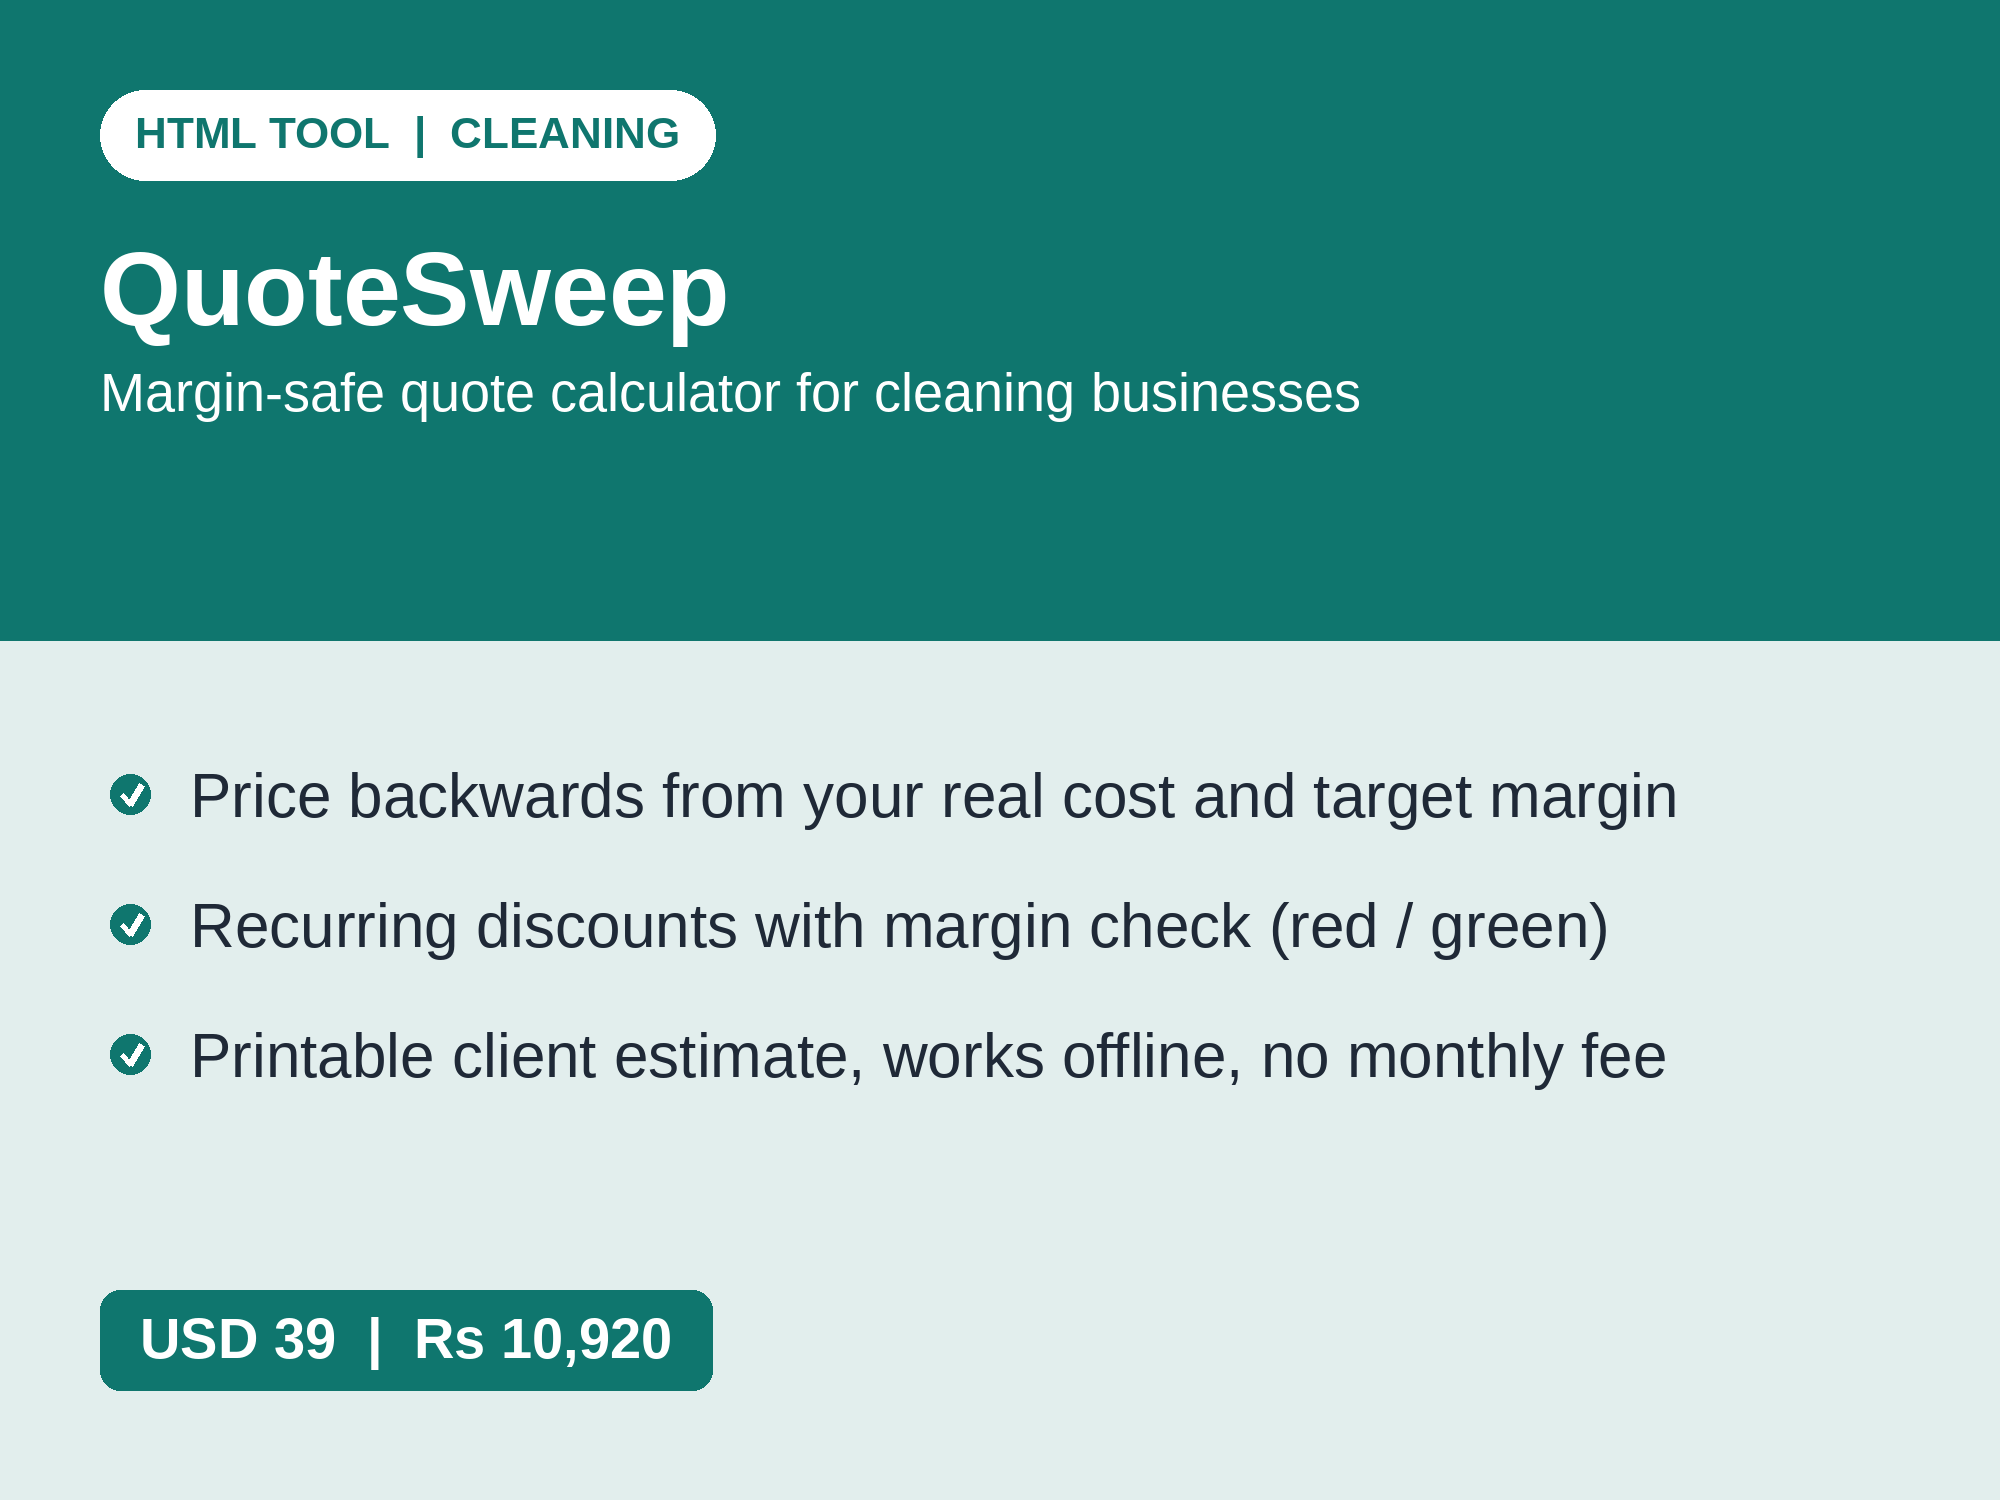 HTML TOOL | CLEANING
QuoteSweep
Margin-safe quote calculator for cleaning businesses
Price backwards from your real cost and target margin
Recurring discounts with margin check (red / green)
Printable client estimate, works offline, no monthly fee
USD 39 | Rs 10,920